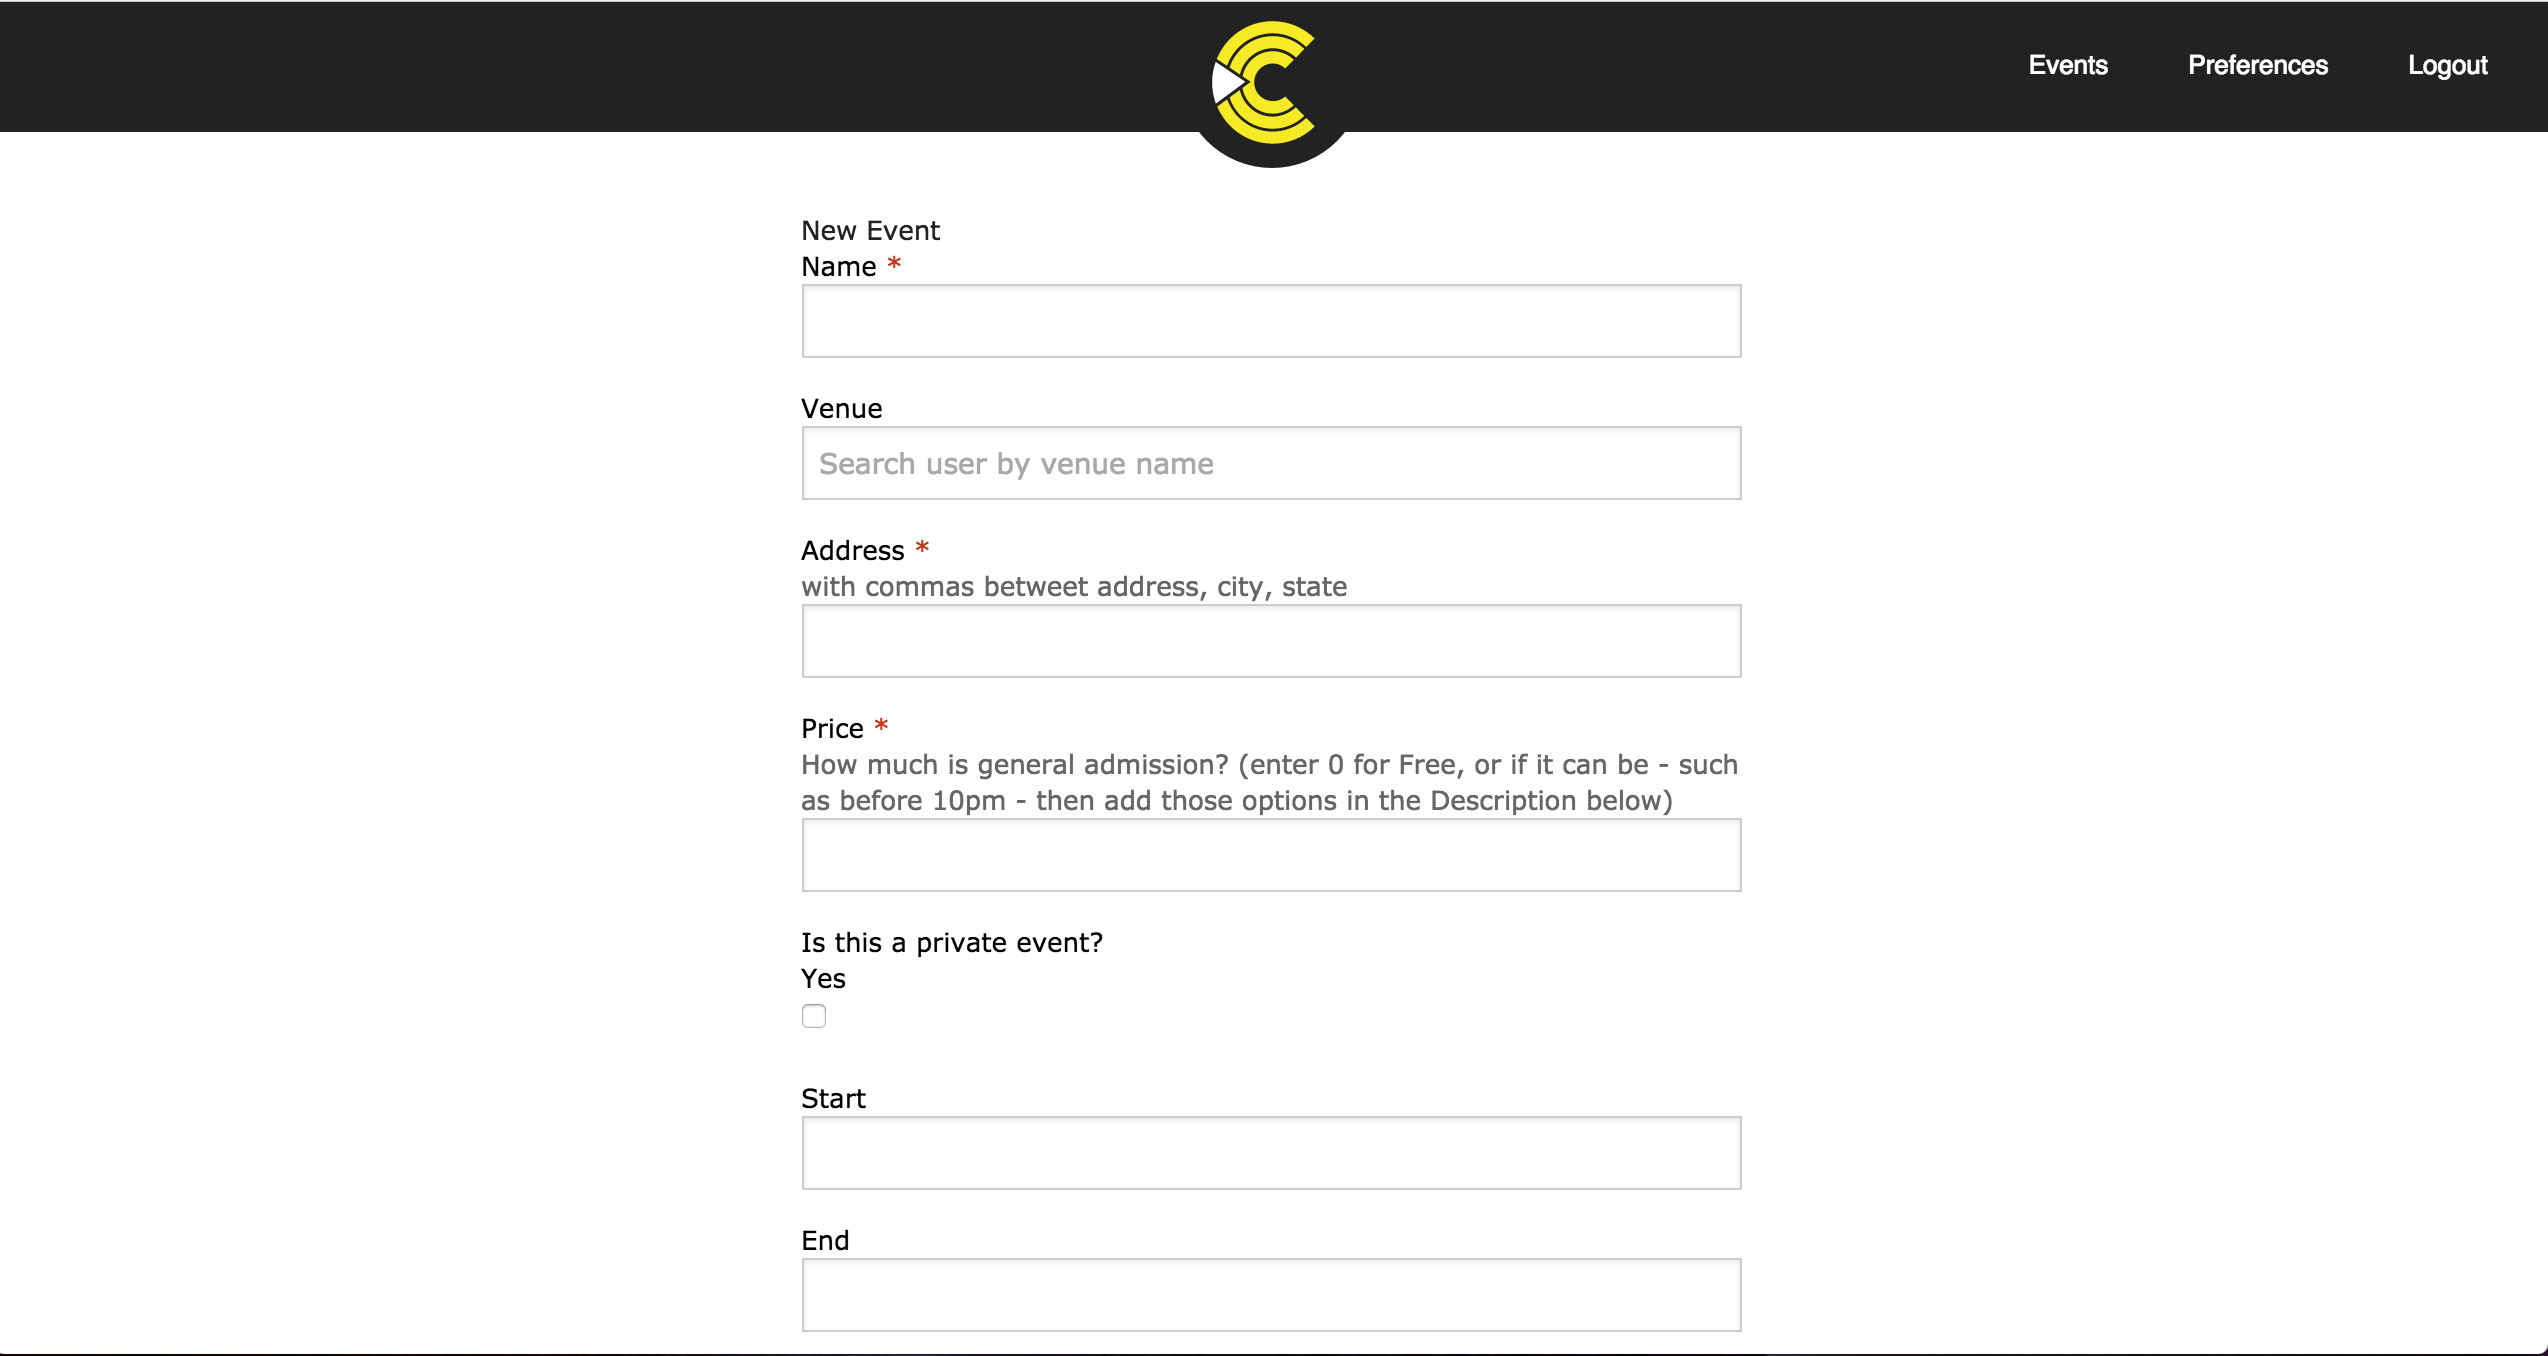 Events Preferences Logout
New Event
Name *
Venue
Search user by venue name
Address *
with commas betweet address, city, state
Price *
How much is general admission? (enter 0 for Free, or if it can be - such
as before 10pm - then add those options in the Description below)
Is this a private event?
Yes
Start
End